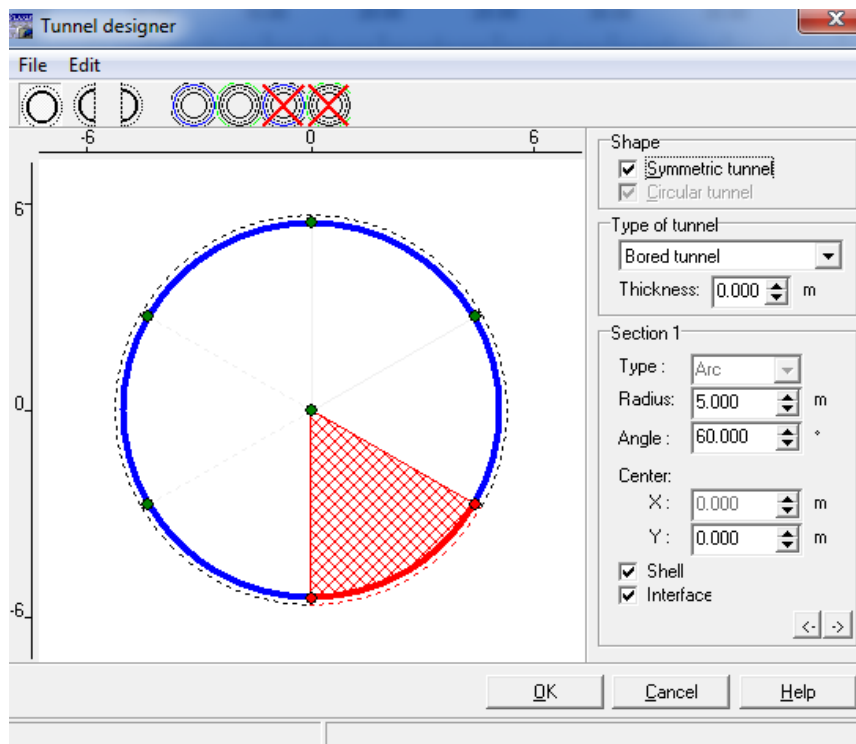 Tunnel designer
File Edit
-6 0 6
6
0
-6
Shape
Symmetric tunnel
Circular tunnel
Type of tunnel
Bored tunnel
Thickness: 0.000 m
Section 1
Type : Arc
Radius: 5.000 m
Angle : 60.000 °
Center:
X : 0.000 m
Y : 0.000 m
Shell
Interface
<- ->
OK Cancel Help